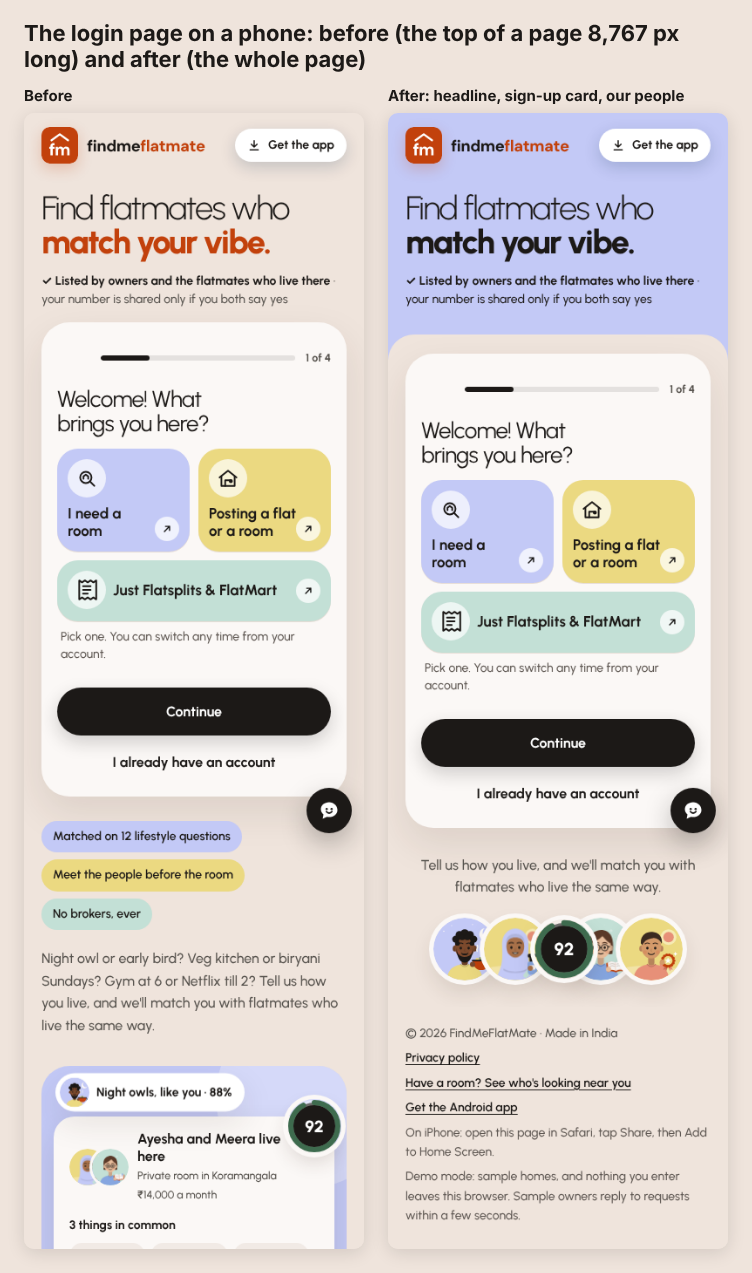 The login page on a phone: before (the top of a page 8,767 px
long) and after (the whole page)
Before
fm
findmeflatmate
Get the app
Find flatmates who
match your vibe.
✓ Listed by owners and the flatmates who live there ·
your number is shared only if you both say yes
1 of 4
Welcome! What
brings you here?
I need a
room
Posting a flat
or a room
Just Flatsplits & FlatMart
Pick one. You can switch any time from your
account.
Continue
I already have an account
Matched on 12 lifestyle questions
Meet the people before the room
No brokers, ever
Night owl or early bird? Veg kitchen or biryani
Sundays? Gym at 6 or Netflix till 2? Tell us how
you live, and we'll match you with flatmates who
live the same way.
Night owls, like you · 88%
92
Ayesha and Meera live
here
Private room in Koramangala
₹14,000 a month
3 things in common
After: headline, sign-up card, our people
fm
findmeflatmate
Get the app
Find flatmates who
match your vibe.
✓ Listed by owners and the flatmates who live there ·
your number is shared only if you both say yes
1 of 4
Welcome! What
brings you here?
I need a
room
Posting a flat
or a room
Just Flatsplits & FlatMart
Pick one. You can switch any time from your
account.
Continue
I already have an account
Tell us how you live, and we'll match you with
flatmates who live the same way.
92
© 2026 FindMeFlatMate · Made in India
Privacy policy
Have a room? See who's looking near you
Get the Android app
On iPhone: open this page in Safari, tap Share, then Add
to Home Screen.
Demo mode: sample homes, and nothing you enter
leaves this browser. Sample owners reply to requests
within a few seconds.